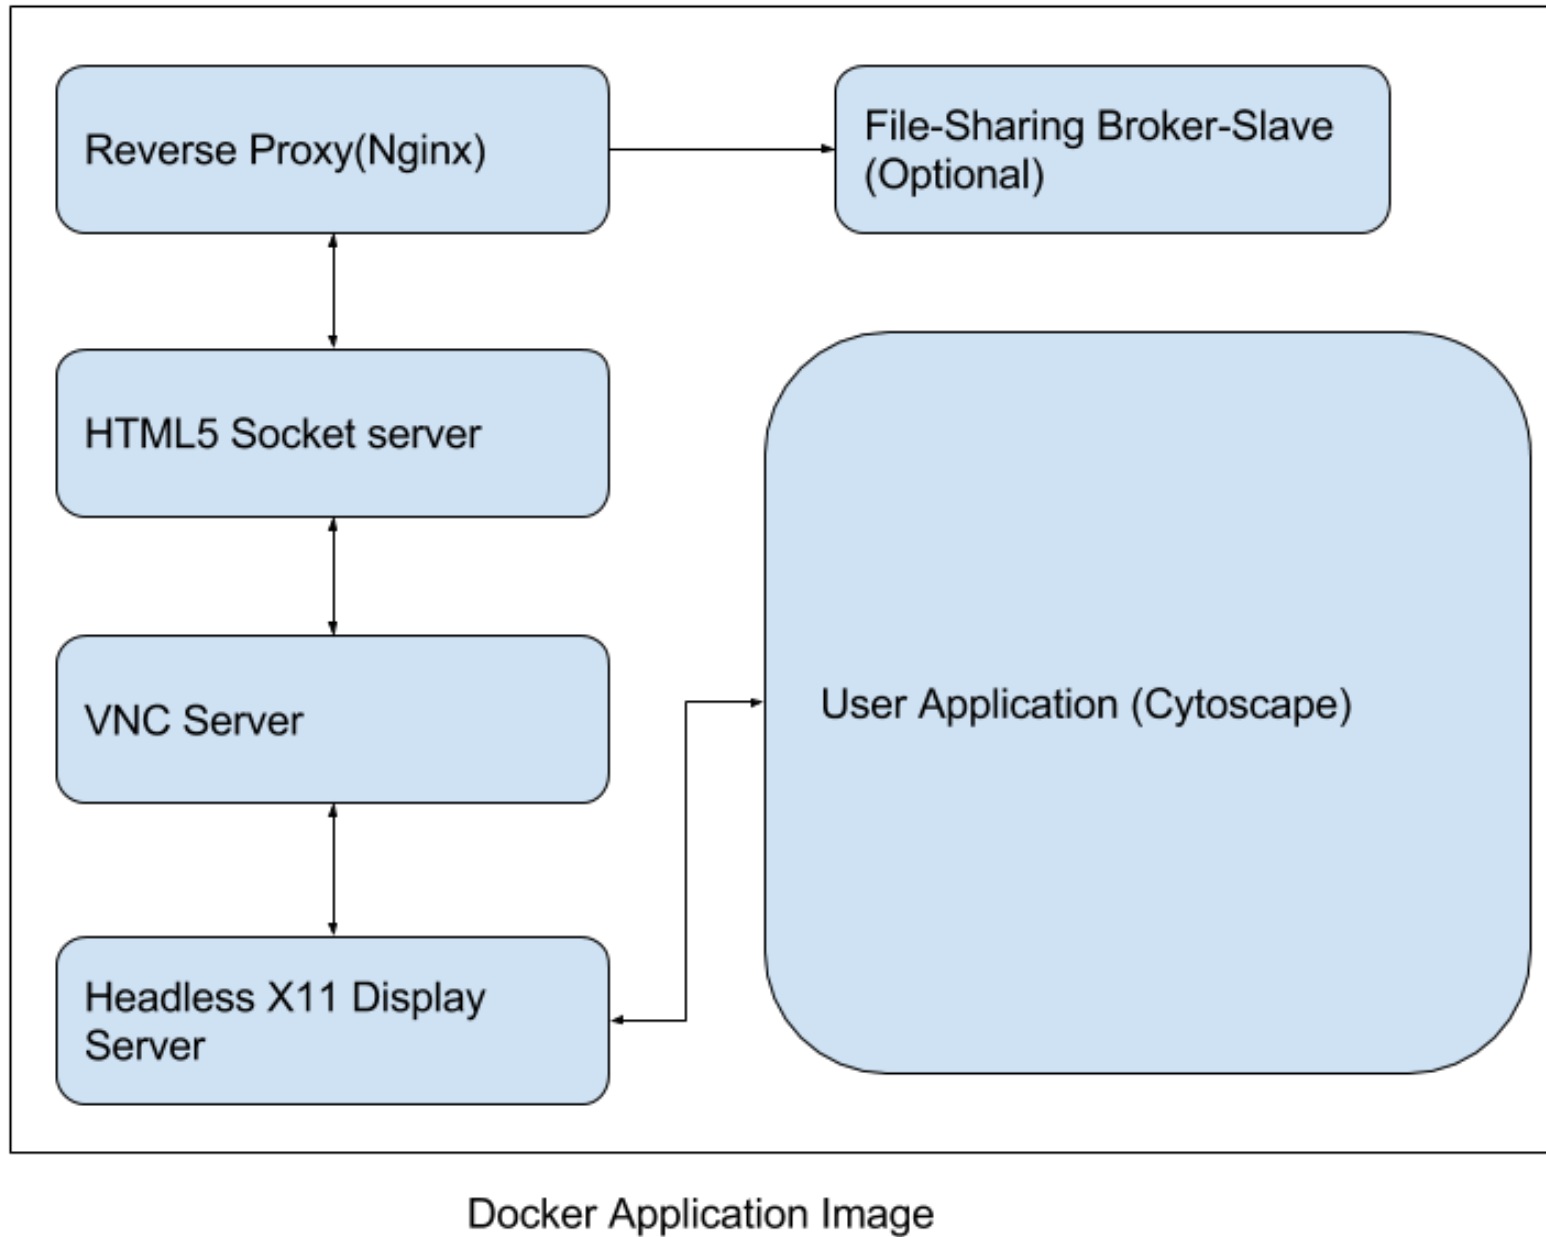 Reverse Proxy(Nginx)
File-Sharing Broker-Slave
(Optional)
HTML5 Socket server
VNC Server
User Application (Cytoscape)
Headless X11 Display
Server
Docker Application Image